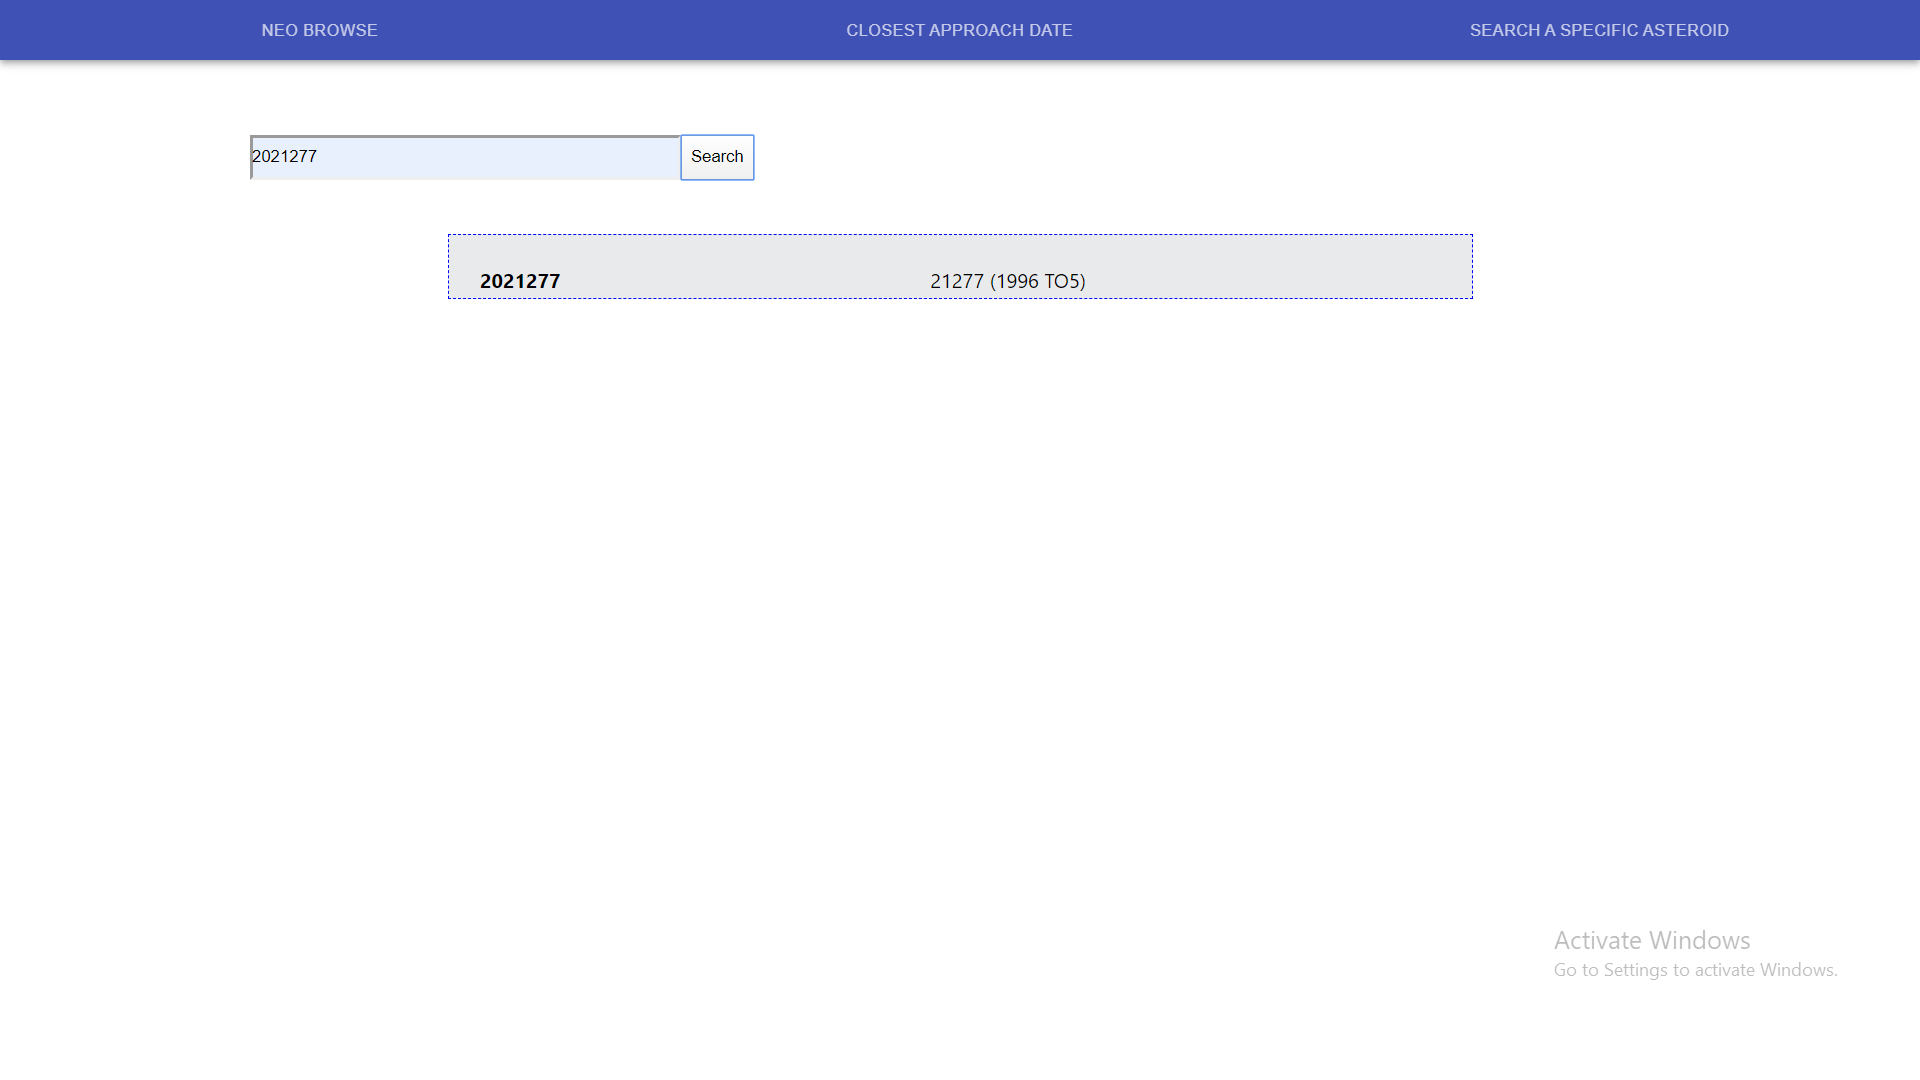 NEO BROWSE
CLOSEST APPROACH DATE
SEARCH A SPECIFIC ASTEROID
2021277
Search
2021277
21277 (1996 TO5)
Activate Windows
Go to Settings to activate Windows.